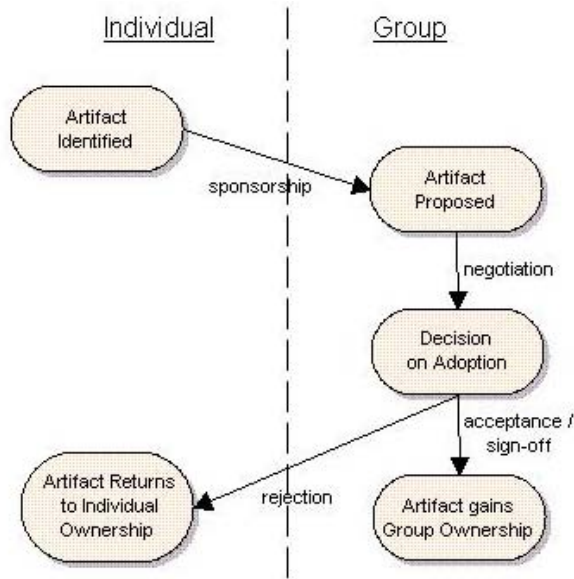 Individual
Group
Artifact
Identified
sponsorship
Artifact
Proposed
negotiation
Decision
on Adoption
acceptance /
sign-off
rejection
Artifact Returns
to Individual
Ownership
Artifact gains
Group Ownership